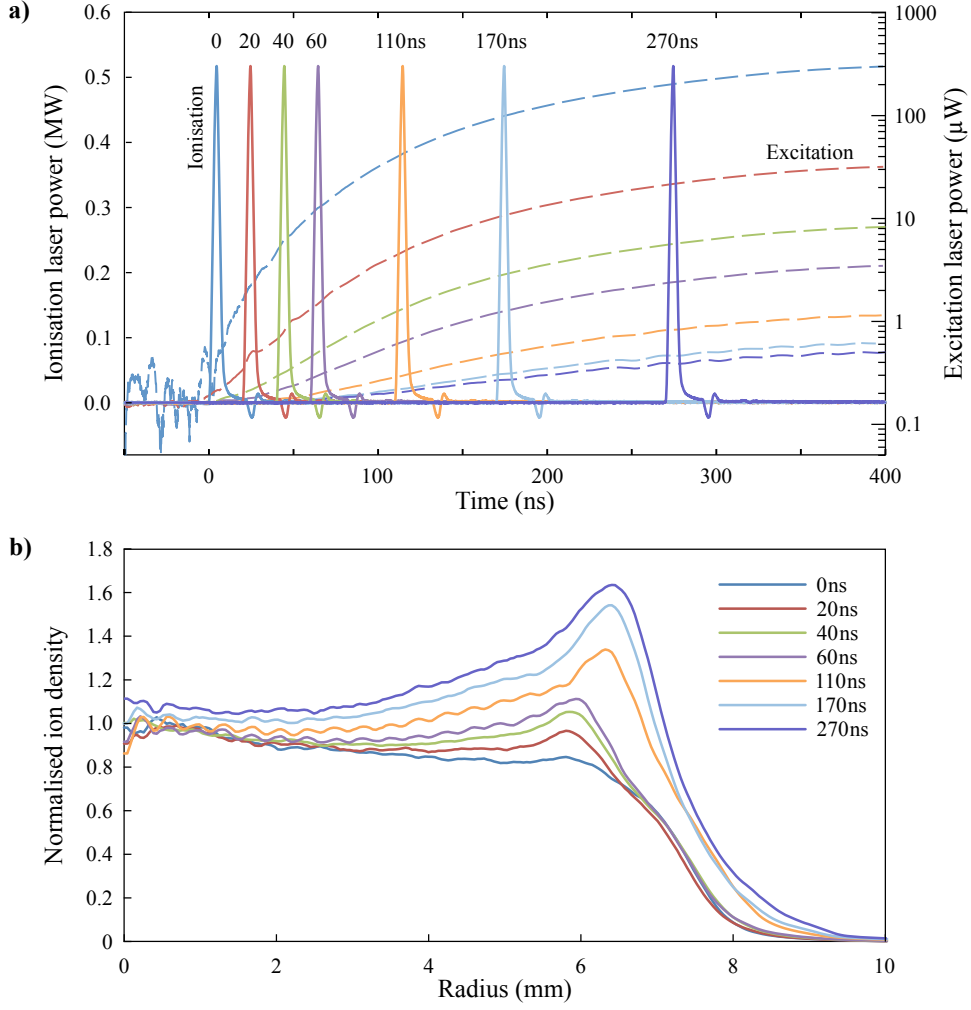 a)
0 20 40 60 110ns 170ns 270ns
Ionisation
Excitation
Ionisation laser power (MW)
0.6
0.5
0.4
0.3
0.2
0.1
0.0
Excitation laser power (μW)
1000
100
10
1
0.1
0 100 200 300 400
Time (ns)
b)
Normalised ion density
1.8
1.6
1.4
1.2
1.0
0.8
0.6
0.4
0.2
0
0ns
20ns
40ns
60ns
110ns
170ns
270ns
0 2 4 6 8 10
Radius (mm)